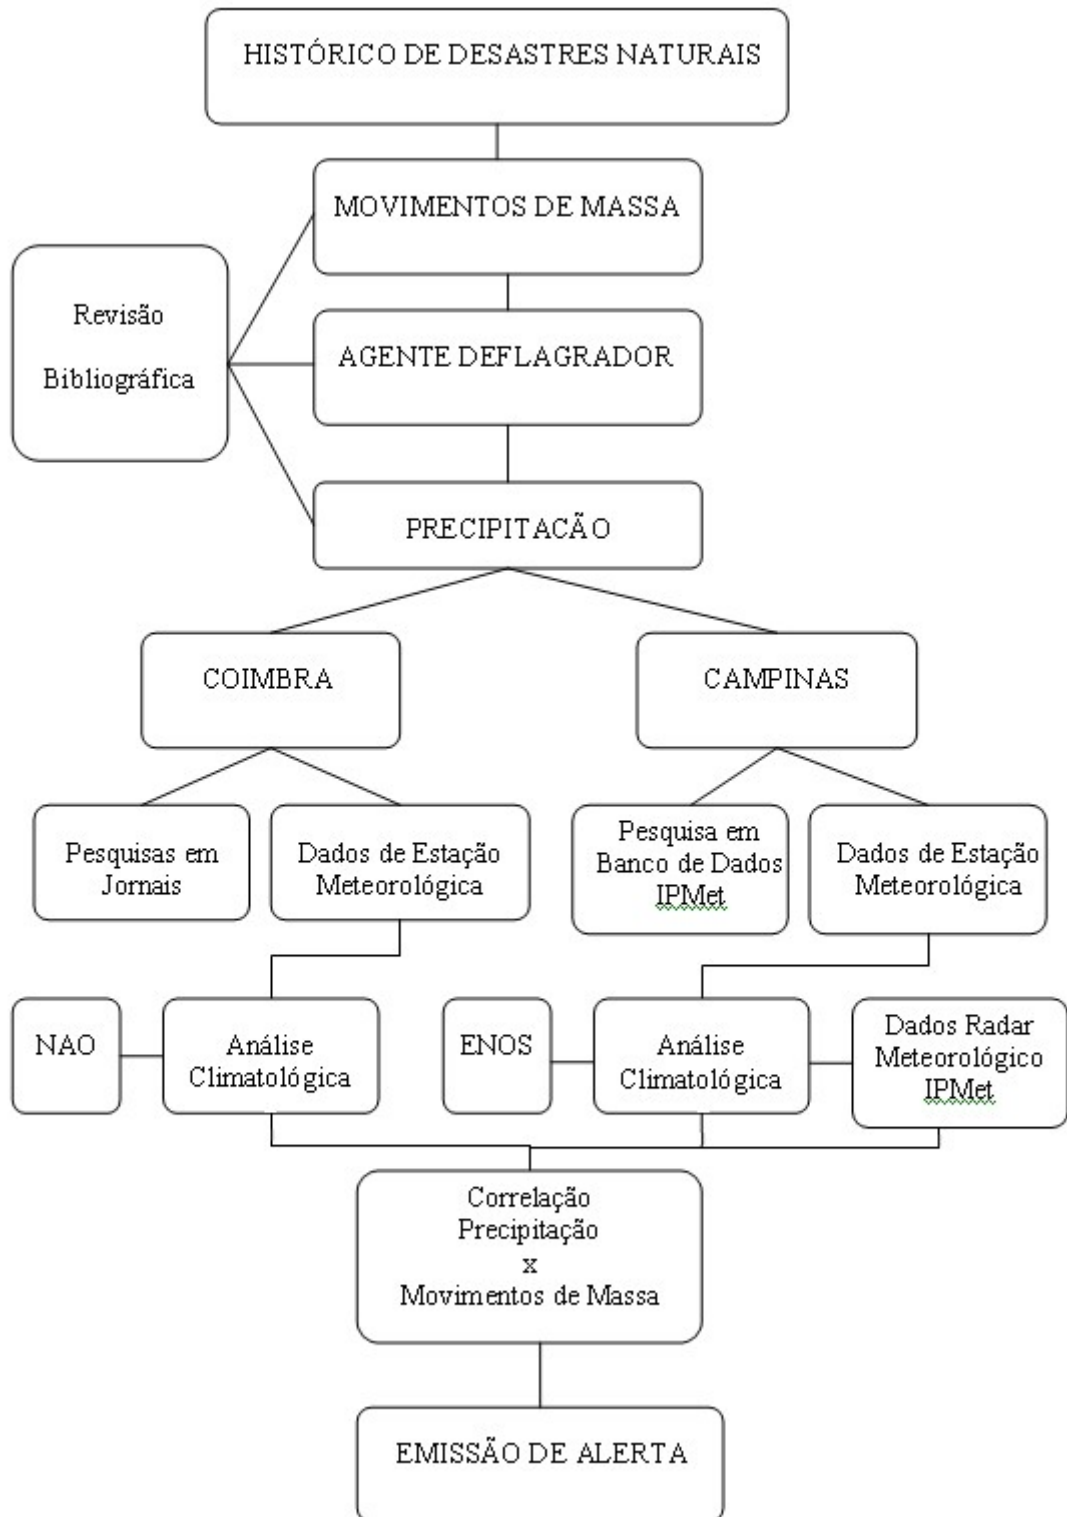 HISTÓRICO DE DESASTRES NATURAIS
MOVIMENTOS DE MASSA
Revisão
Bibliográfica
AGENTE DEFLAGRADOR
PRECIPITACÃO
COIMBRA
CAMPINAS
Pesquisas em
Jornais
Dados de Estação
Meteorológica
Pesquisa em
Banco de Dados
IPMet
Dados de Estação
Meteorológica
NAO
Análise
Climatológica
ENOS
Análise
Climatológica
Dados Radar
Meteorológico
IPMet
Correlação
Precipitação
x
Movimentos de Massa
EMISSÃO DE ALERTA